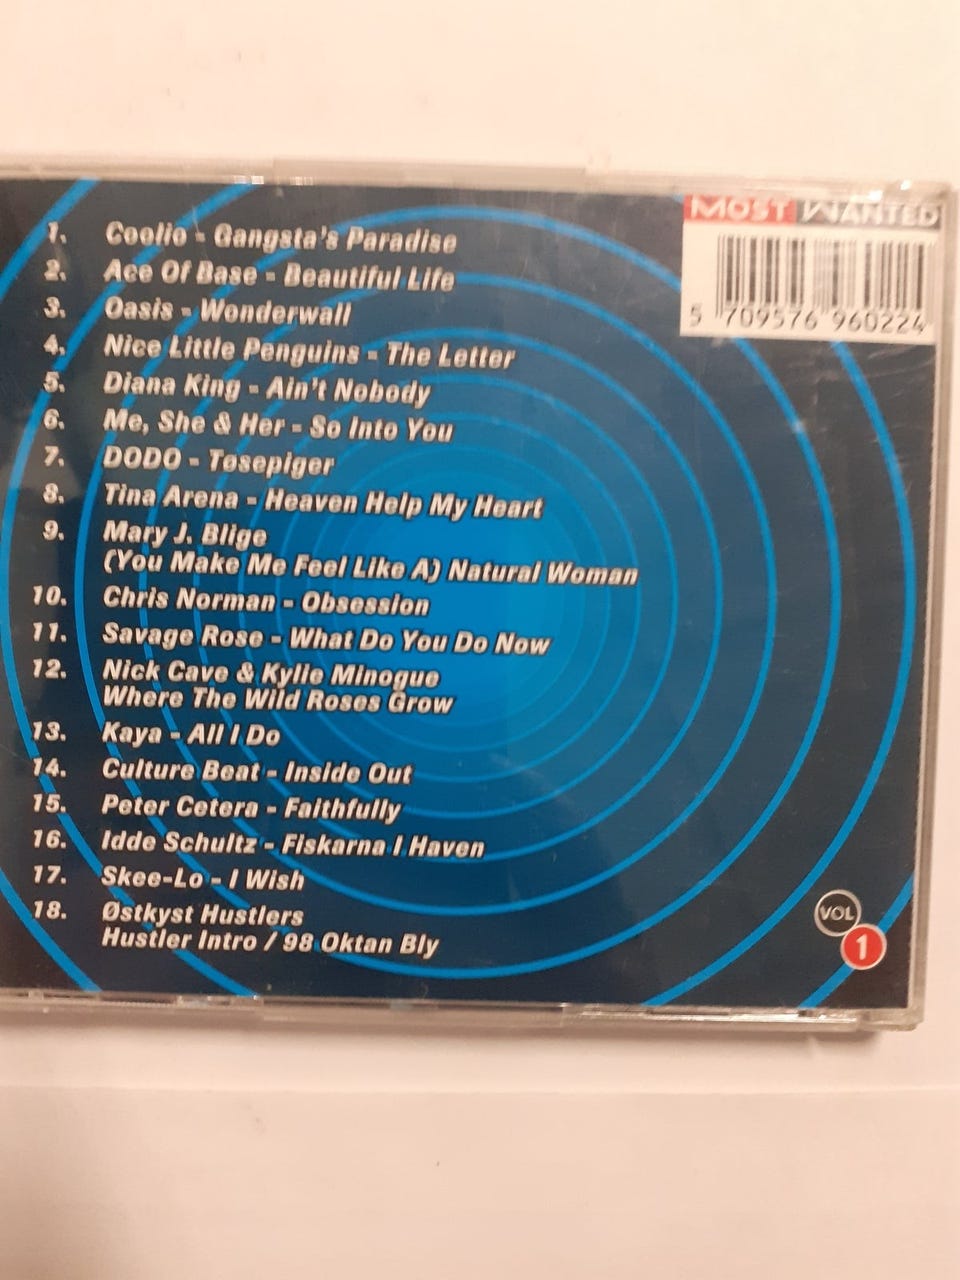 MOST WANTED
5 709576 960224
1. Coolio - Gangsta's Paradise
2. Ace Of Base - Beautiful Life
3. Oasis - Wonderwall
4. Nice Little Penguins - The Letter
5. Diana King - Ain't Nobody
6. Me, She & Her - So Into You
7. DODO - Tøsepiger
8. Tina Arena - Heaven Help My Heart
9. Mary J. Blige
(You Make Me Feel Like A) Natural Woman
10. Chris Norman - Obsession
11. Savage Rose - What Do You Do Now
12. Nick Cave & Kylie Minogue
Where The Wild Roses Grow
13. Kaya - All I Do
14. Culture Beat - Inside Out
15. Peter Cetera - Faithfully
16. Idde Schultz - Fiskarna I Haven
17. Skee-Lo - I Wish
18. Østkyst Hustlers
Hustler Intro / 98 Oktan Bly
VOL
1